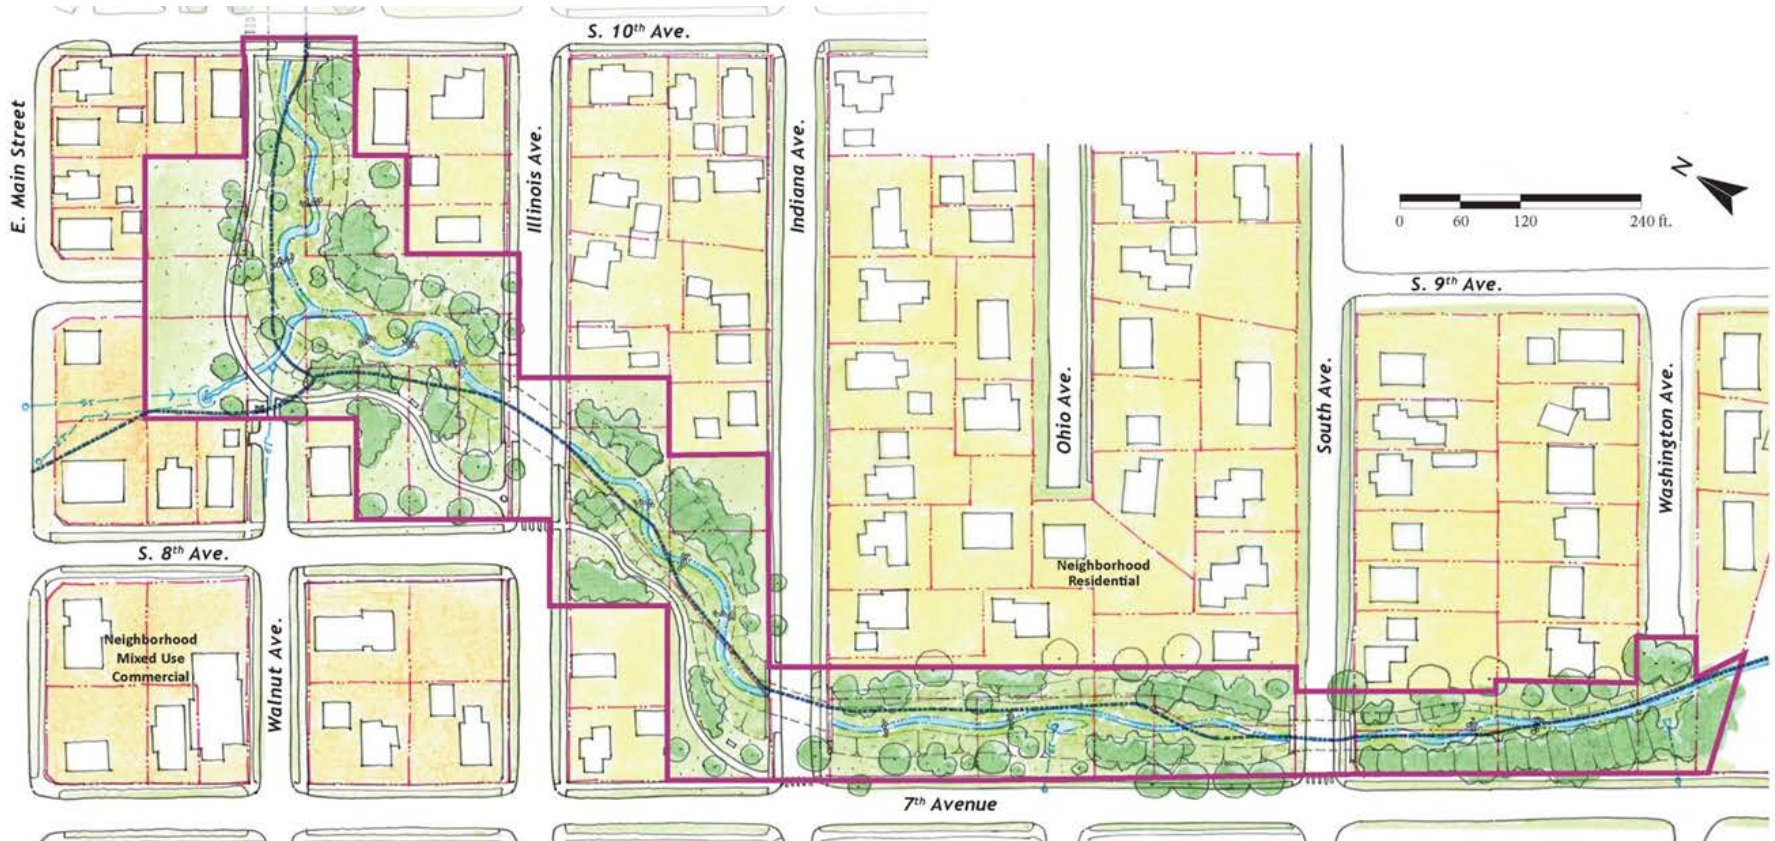 S. 10th Ave.
E. Main Street
Illinois Ave.
Indiana Ave.
N
0 60 120 240 ft.
S. 9th Ave.
Ohio Ave.
South Ave.
Washington Ave.
S. 8th Ave.
Neighborhood
Residential
Neighborhood
Mixed Use
Commercial
Walnut Ave.
7th Avenue